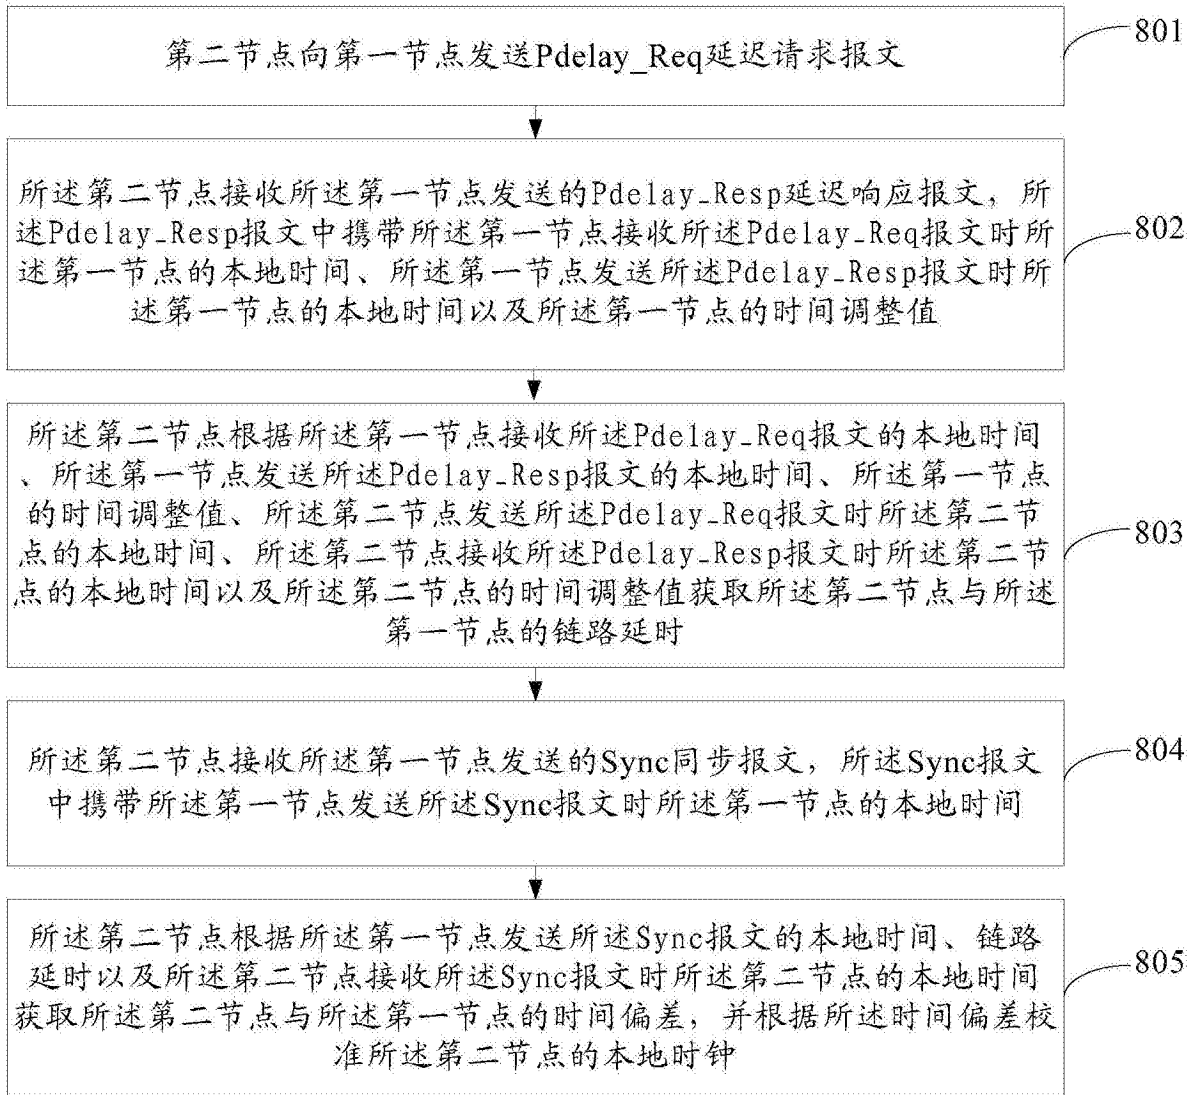 第二节点向第一节点发送Pdelay_Req延迟请求报文
801
所述第二节点接收所述第一节点发送的Pdelay_Resp延迟响应报文，所
述Pdelay_Resp报文中携带所述第一节点接收所述Pdelay_Req报文时所
述第一节点的本地时间、所述第一节点发送所述Pdelay_Resp报文时所
述第一节点的本地时间以及所述第一节点的时间调整值
802
所述第二节点根据所述第一节点接收所述Pdelay_Req报文的本地时间
、所述第一节点发送所述Pdelay_Resp报文的本地时间、所述第一节点
的时间调整值、所述第二节点发送所述Pdelay_Req报文时所述第二节
点的本地时间、所述第二节点接收所述Pdelay_Resp报文时所述第二节
点的本地时间以及所述第二节点的时间调整值获取所述第二节点与所述
第一节点的链路延时
803
所述第二节点接收所述第一节点发送的Sync同步报文，所述Sync报文
中携带所述第一节点发送所述Sync报文时所述第一节点的本地时间
804
所述第二节点根据所述第一节点发送所述Sync报文的本地时间、链路
延时以及所述第二节点接收所述Sync报文时所述第二节点的本地时间
获取所述第二节点与所述第一节点的时间偏差，并根据所述时间偏差校
准所述第二节点的本地时钟
805